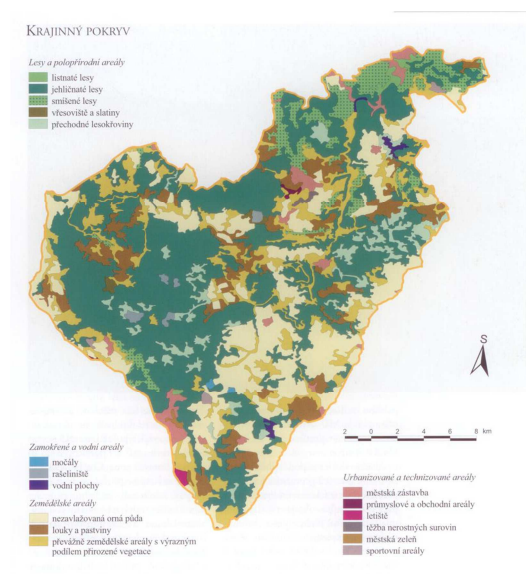 KRAJINNÝ POKRYV
Lesy a polopřírodní areály
listnaté lesy
jehličnaté lesy
smíšené lesy
vřesoviště a slatiny
přechodné lesokřoviny
S
2 0 2 4 6 8 km
Zamokřené a vodní areály
močály
rašeliniště
vodní plochy
Zemědělské areály
nezavlažovaná orná půda
louky a pastviny
převážně zemědělské areály s výrazným
podílem přirozené vegetace
Urbanizované a technizované areály
městská zástavba
průmyslové a obchodní areály
letiště
těžba nerostných surovin
městská zeleň
sportovní areály